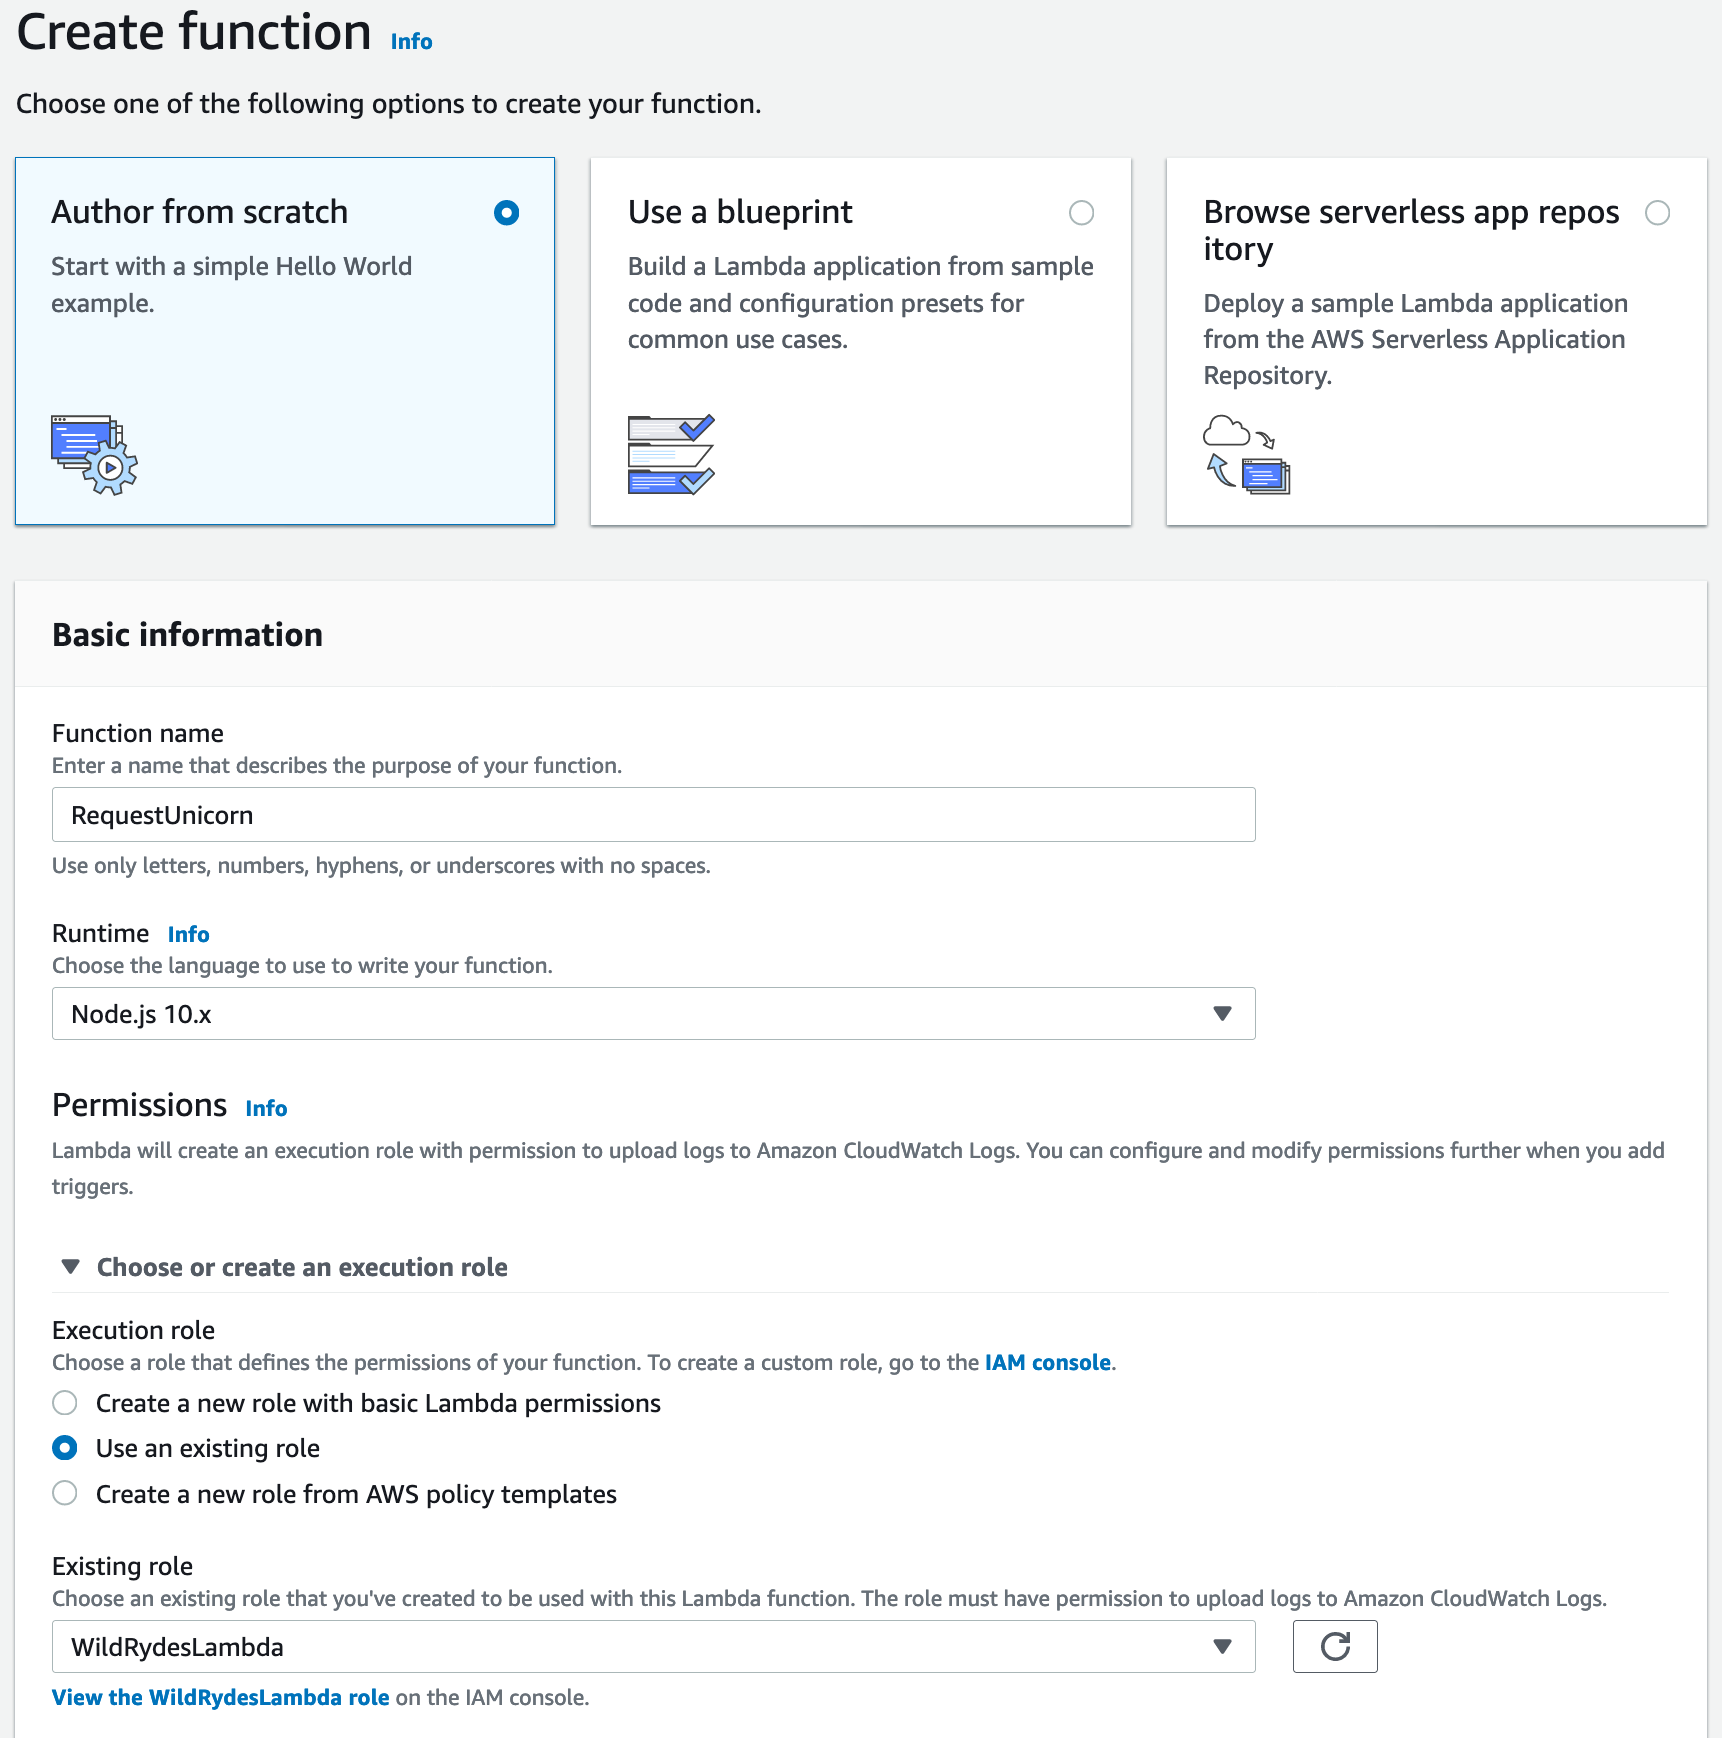 Create function Info
Choose one of the following options to create your function.
Author from scratch
Start with a simple Hello World
example.
Use a blueprint
Build a Lambda application from sample
code and configuration presets for
common use cases.
Browse serverless app repos
itory
Deploy a sample Lambda application
from the AWS Serverless Application
Repository.
Basic information
Function name
Enter a name that describes the purpose of your function.
RequestUnicorn
Use only letters, numbers, hyphens, or underscores with no spaces.
Runtime Info
Choose the language to use to write your function.
Node.js 10.x
Permissions Info
Lambda will create an execution role with permission to upload logs to Amazon CloudWatch Logs. You can configure and modify permissions further when you add
triggers.
Choose or create an execution role
Execution role
Choose a role that defines the permissions of your function. To create a custom role, go to the IAM console.
Create a new role with basic Lambda permissions
Use an existing role
Create a new role from AWS policy templates
Existing role
Choose an existing role that you've created to be used with this Lambda function. The role must have permission to upload logs to Amazon CloudWatch Logs.
WildRydesLambda
View the WildRydesLambda role on the IAM console.